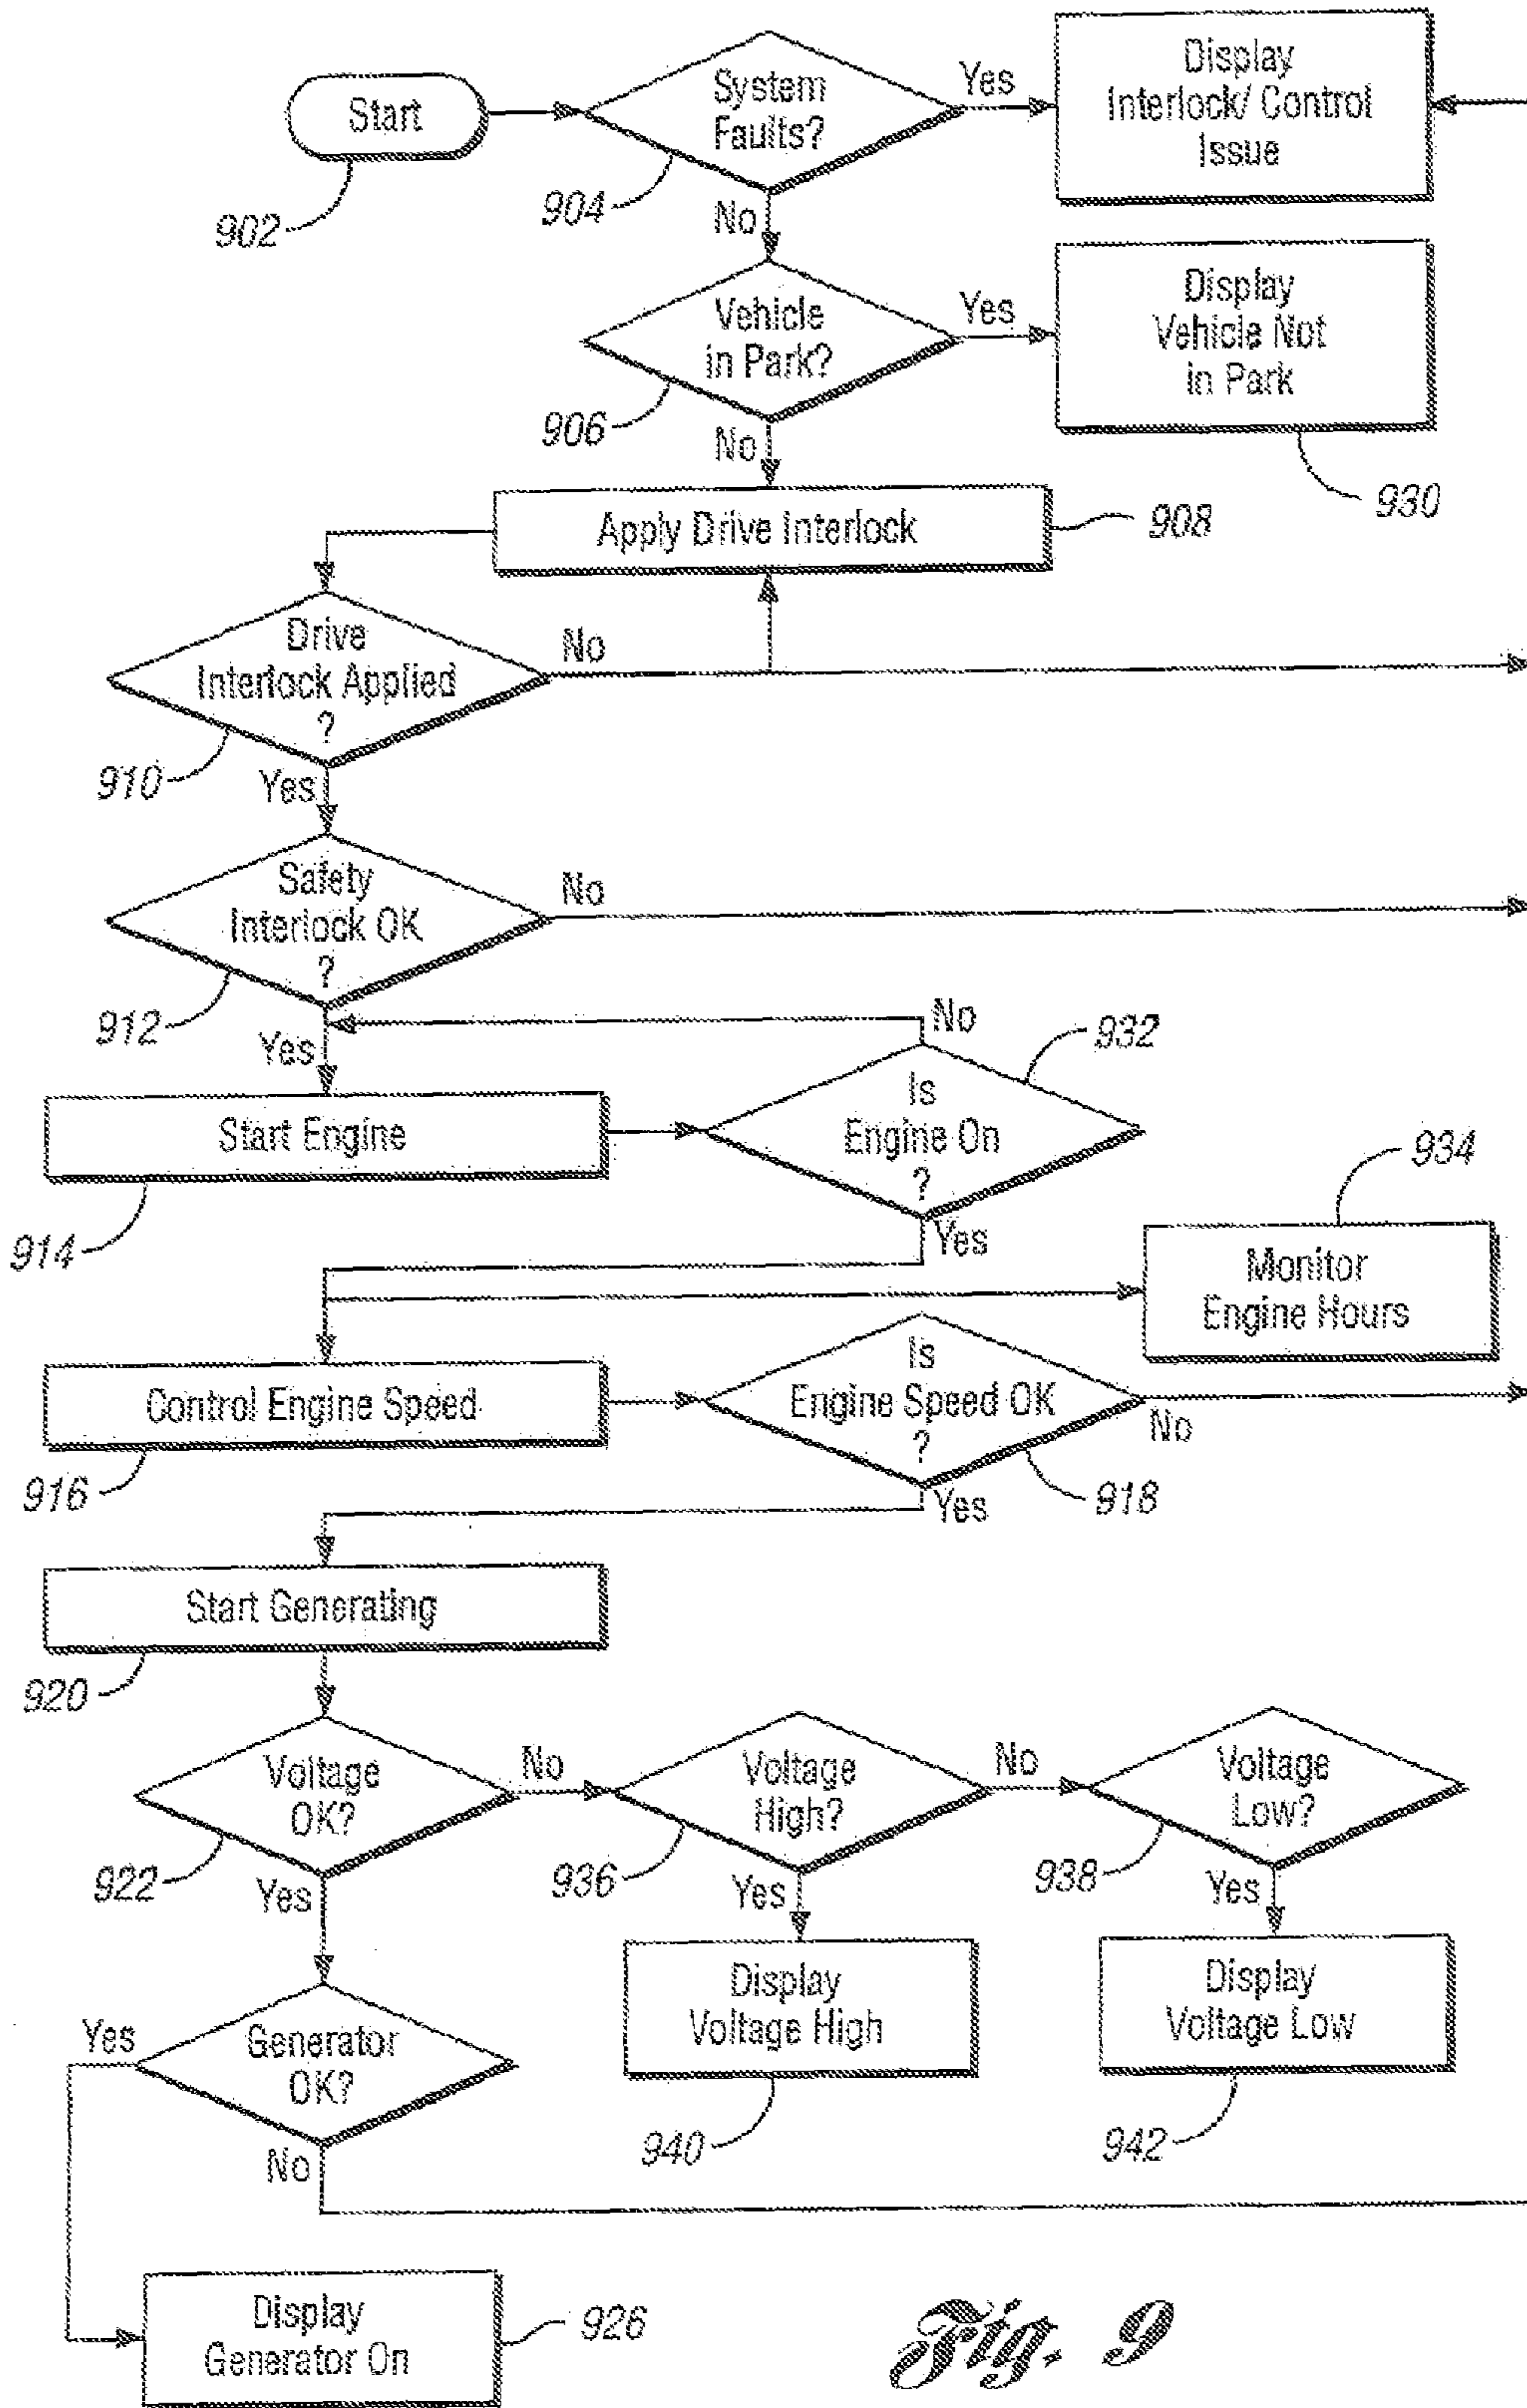 Start
902
System
Faults?
904
Yes
No
Display
Interlock/ Control
Issue
Vehicle
in Park?
906
Yes
No
Display
Vehicle Not
in Park
930
Apply Drive Interlock
908
Drive
Interlock Applied
?
910
No
Yes
Safety
Interlock OK
?
912
No
Yes
Start Engine
914
Is
Engine On
?
932
No
Yes
Monitor
Engine Hours
934
Control Engine Speed
916
Is
Engine Speed OK
?
918
No
Yes
Start Generating
920
Voltage
OK?
922
No
Yes
Voltage
High?
936
No
Yes
Voltage
Low?
938
Yes
Display
Voltage High
940
Display
Voltage Low
942
Generator
OK?
Yes
No
Display
Generator On
926
Fig. 9